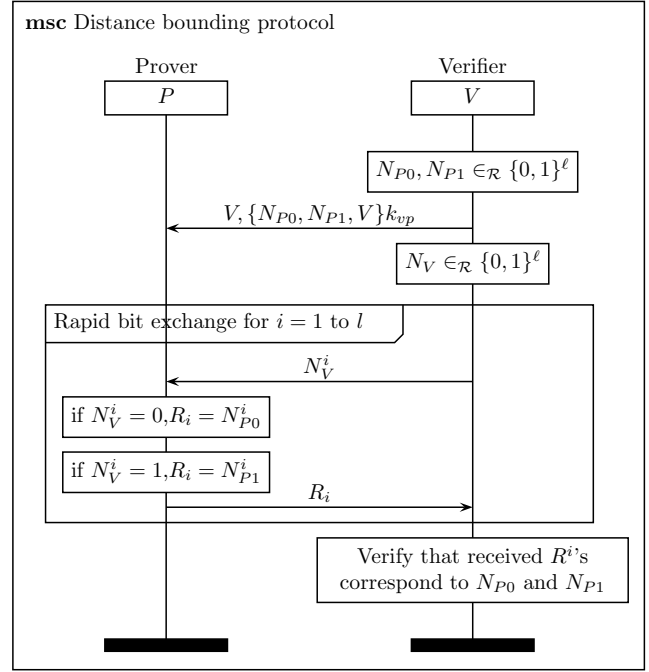 msc Distance bounding protocol
Prover Verifier
P V
N_{P0}, N_{P1} ∈_R {0, 1}^ℓ
V, {N_{P0}, N_{P1}, V}k_{vp}
N_V ∈_R {0, 1}^ℓ
Rapid bit exchange for i = 1 to l
N_V^i
if N_V^i = 0,R_i = N_{P0}^i
if N_V^i = 1,R_i = N_{P1}^i
R_i
Verify that received R^i's
correspond to N_{P0} and N_{P1}